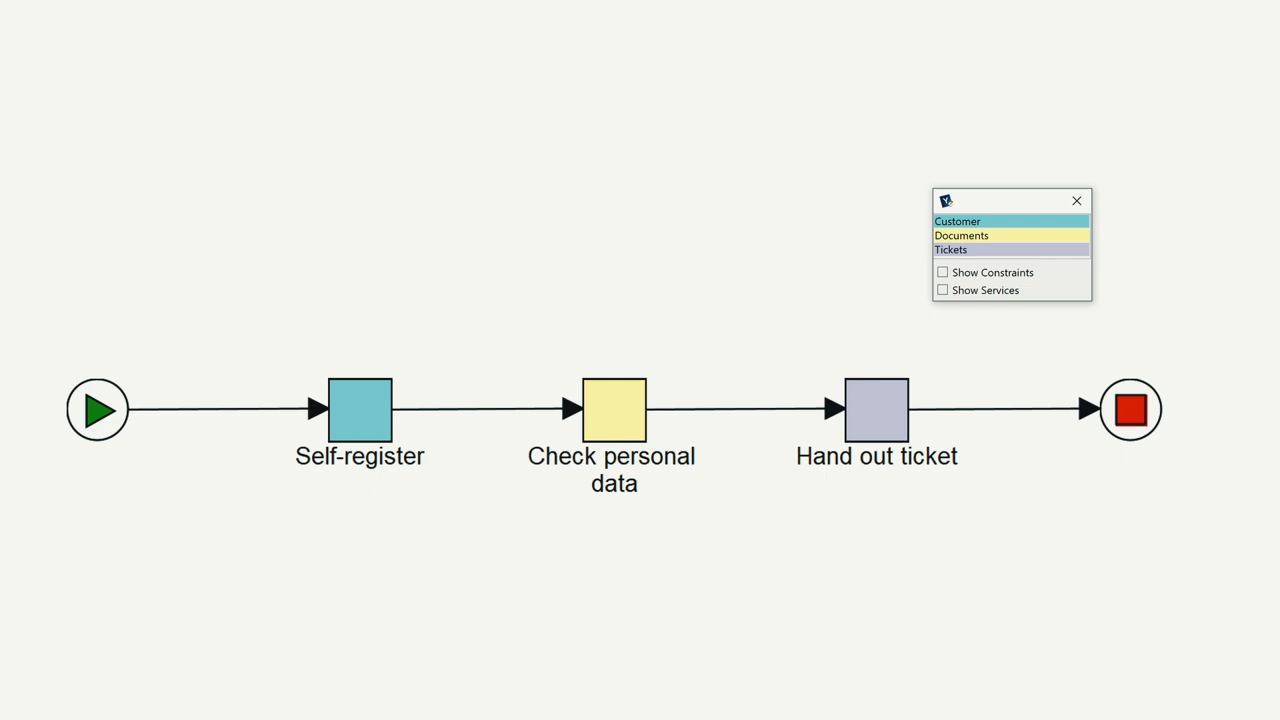 Customer
Documents
Tickets
Show Constraints
Show Services
Self-register
Check personal
data
Hand out ticket